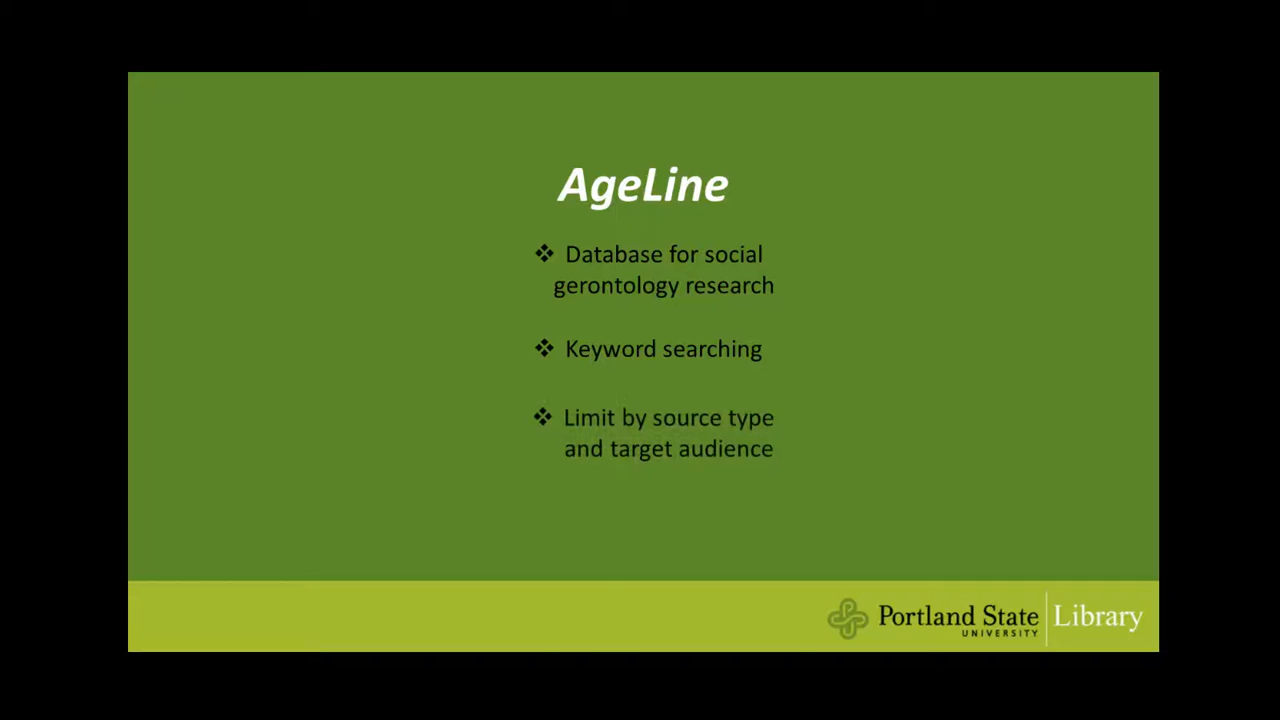 AgeLine
❖ Database for social
gerontology research
❖ Keyword searching
❖ Limit by source type
and target audience
Portland State
UNIVERSITY
Library